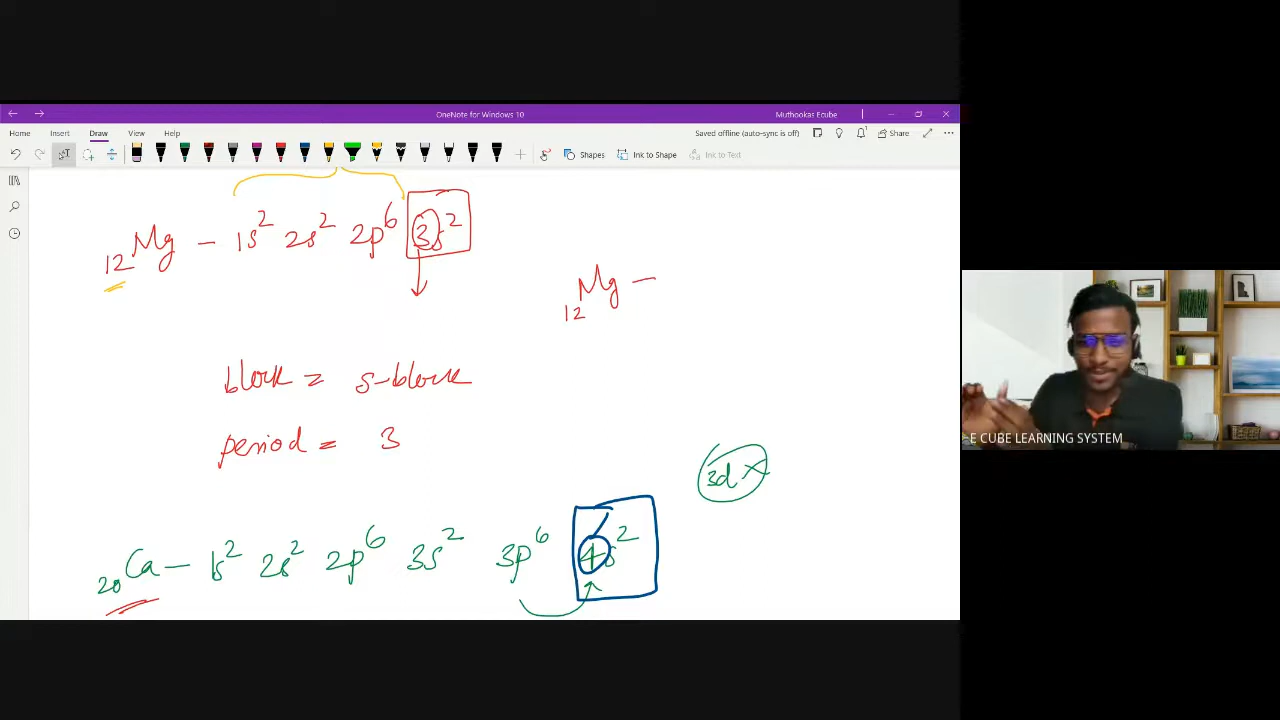 OneNote for Windows 10
Muthookas Ecube
Home Insert Draw View Help
Saved offline (auto-sync is off)
Share
Shapes
Ink to Shape
Ink to Text
₁₂Mg – 1s² 2s² 2p⁶ 3s²
₁₂Mg –
block = s-block
period = 3
3d ×
₂₀Ca – 1s² 2s² 2p⁶ 3s² 3p⁶ 4s²
E CUBE LEARNING SYSTEM